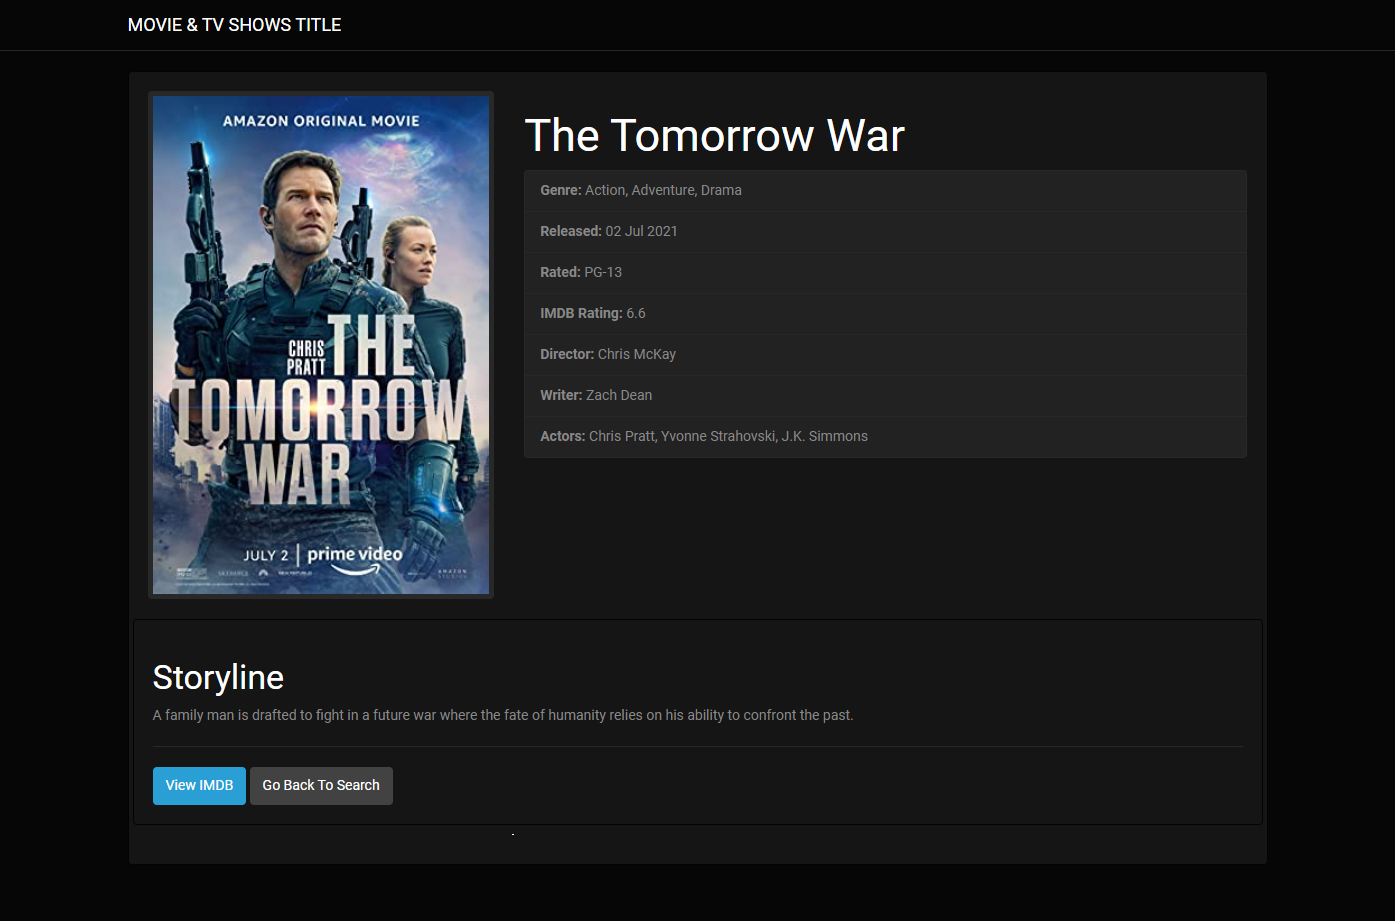 MOVIE & TV SHOWS TITLE
AMAZON ORIGINAL MOVIE
CHRIS
PRATT
THE
TOMORROW
WAR
JULY 2 | prime video
The Tomorrow War
Genre: Action, Adventure, Drama
Released: 02 Jul 2021
Rated: PG-13
IMDB Rating: 6.6
Director: Chris McKay
Writer: Zach Dean
Actors: Chris Pratt, Yvonne Strahovski, J.K. Simmons
Storyline
A family man is drafted to fight in a future war where the fate of humanity relies on his ability to confront the past.
View IMDB Go Back To Search